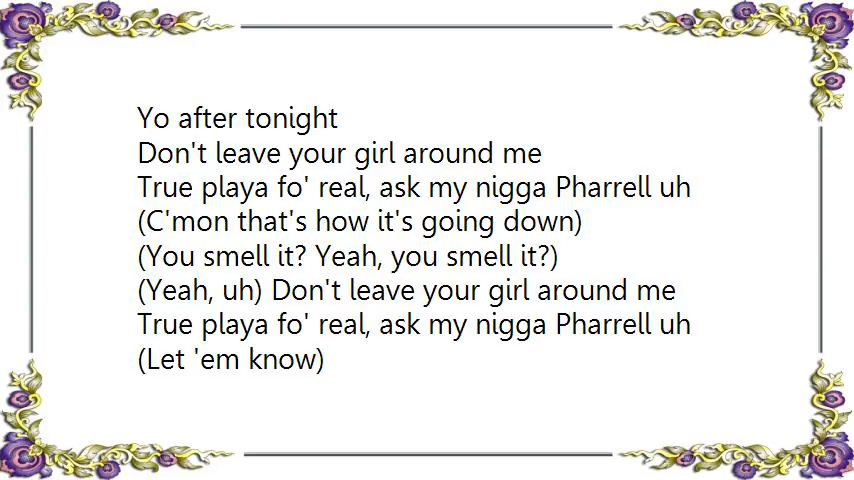 Yo after tonight
Don't leave your girl around me
True playa fo' real, ask my nigga Pharrell uh
(C'mon that's how it's going down)
(You smell it? Yeah, you smell it?)
(Yeah, uh) Don't leave your girl around me
True playa fo' real, ask my nigga Pharrell uh
(Let 'em know)